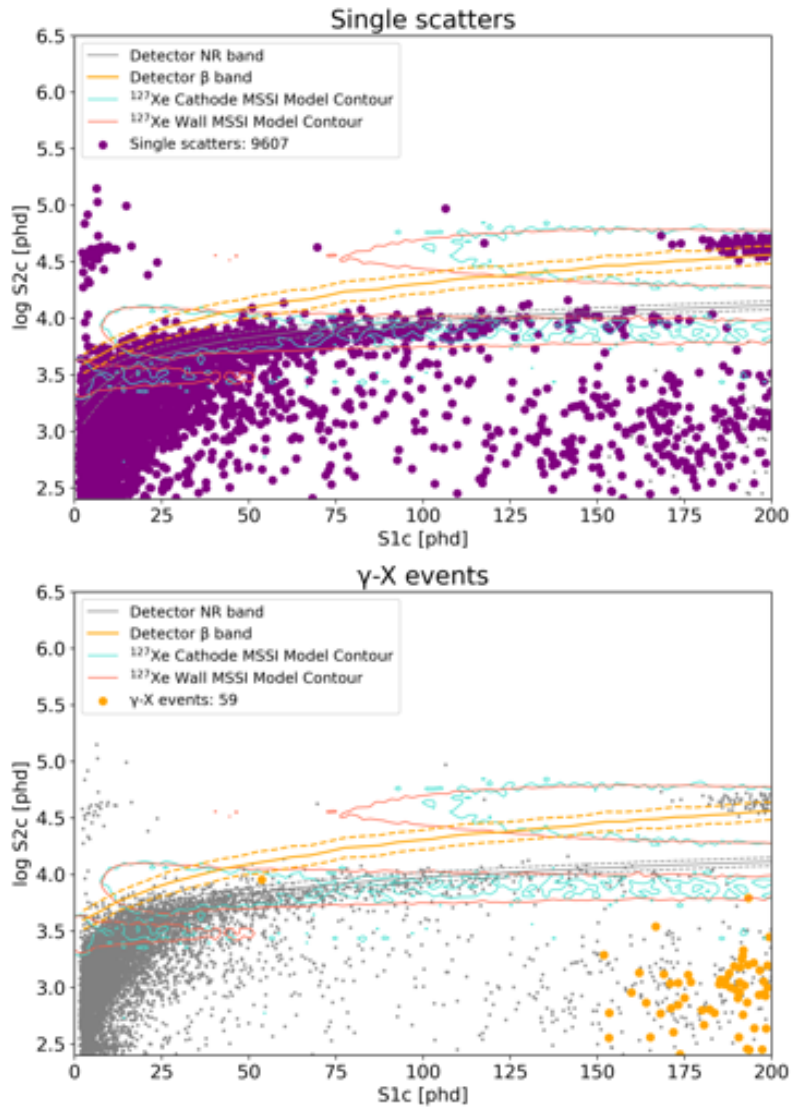 Single scatters
6.5
6.0
5.5
5.0
4.5
4.0
3.5
3.0
2.5
log S2c [phd]
Detector NR band
Detector β band
¹²⁷Xe Cathode MSSI Model Contour
¹²⁷Xe Wall MSSI Model Contour
Single scatters: 9607
0 25 50 75 100 125 150 175 200
S1c [phd]
γ-X events
6.5
6.0
5.5
5.0
4.5
4.0
3.5
3.0
2.5
log S2c [phd]
Detector NR band
Detector β band
¹²⁷Xe Cathode MSSI Model Contour
¹²⁷Xe Wall MSSI Model Contour
γ-X events: 59
0 25 50 75 100 125 150 175 200
S1c [phd]